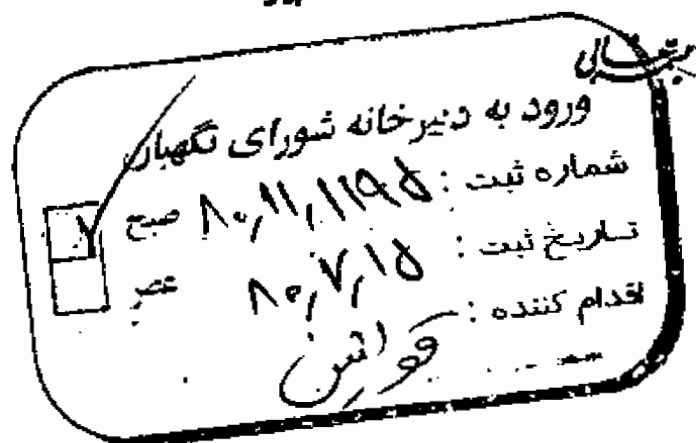 بسمه تعالی
ورود به دبیرخانه شورای نگهبان
شماره ثبت : ۸۰٫۱۱٫۱۱۹۵ صبح
تاریخ ثبت : ۸۰٫۷٫۱۵ عصر
اقدام کننده : قوانین